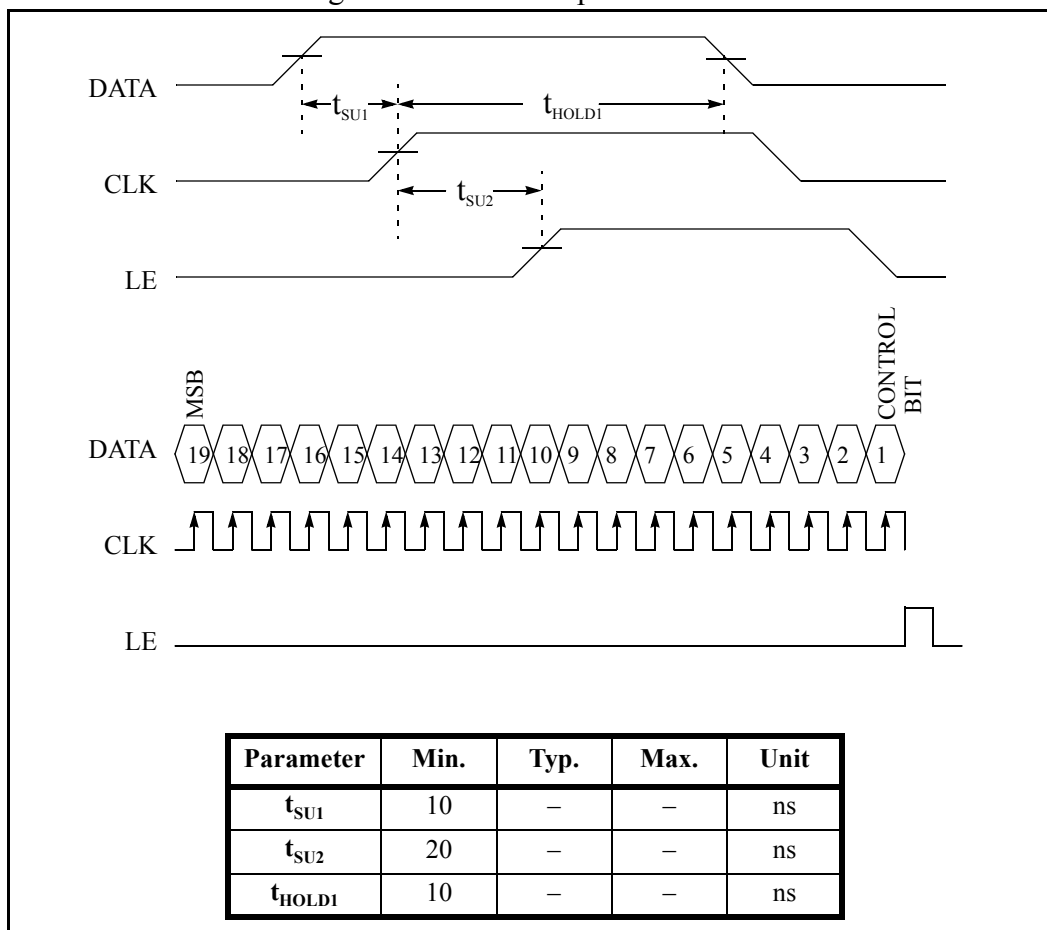 DATA
tSU1
tHOLD1
CLK
tSU2
LE
MSB
CONTROL
BIT
DATA 19 18 17 16 15 14 13 12 11 10 9 8 7 6 5 4 3 2 1
CLK
LE
Parameter Min. Typ. Max. Unit
tSU1 10 – – ns
tSU2 20 – – ns
tHOLD1 10 – – ns